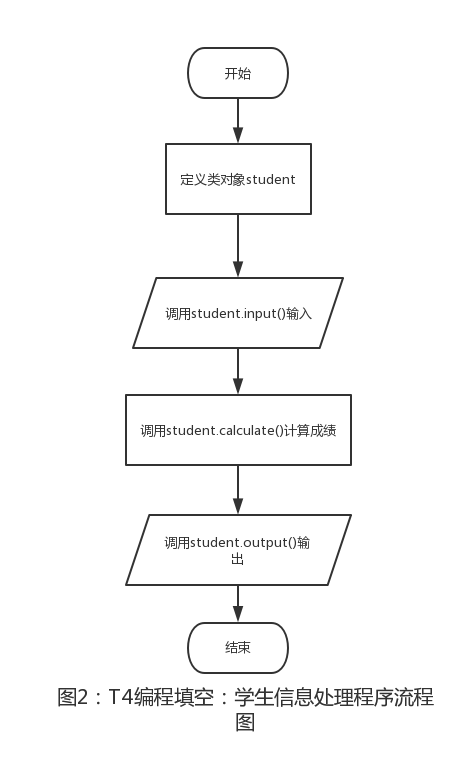 开始
定义类对象student
调用student.input()输入
调用student.calculate()计算成绩
调用student.output()输
出
结束
图2：T4编程填空：学生信息处理程序流程
图